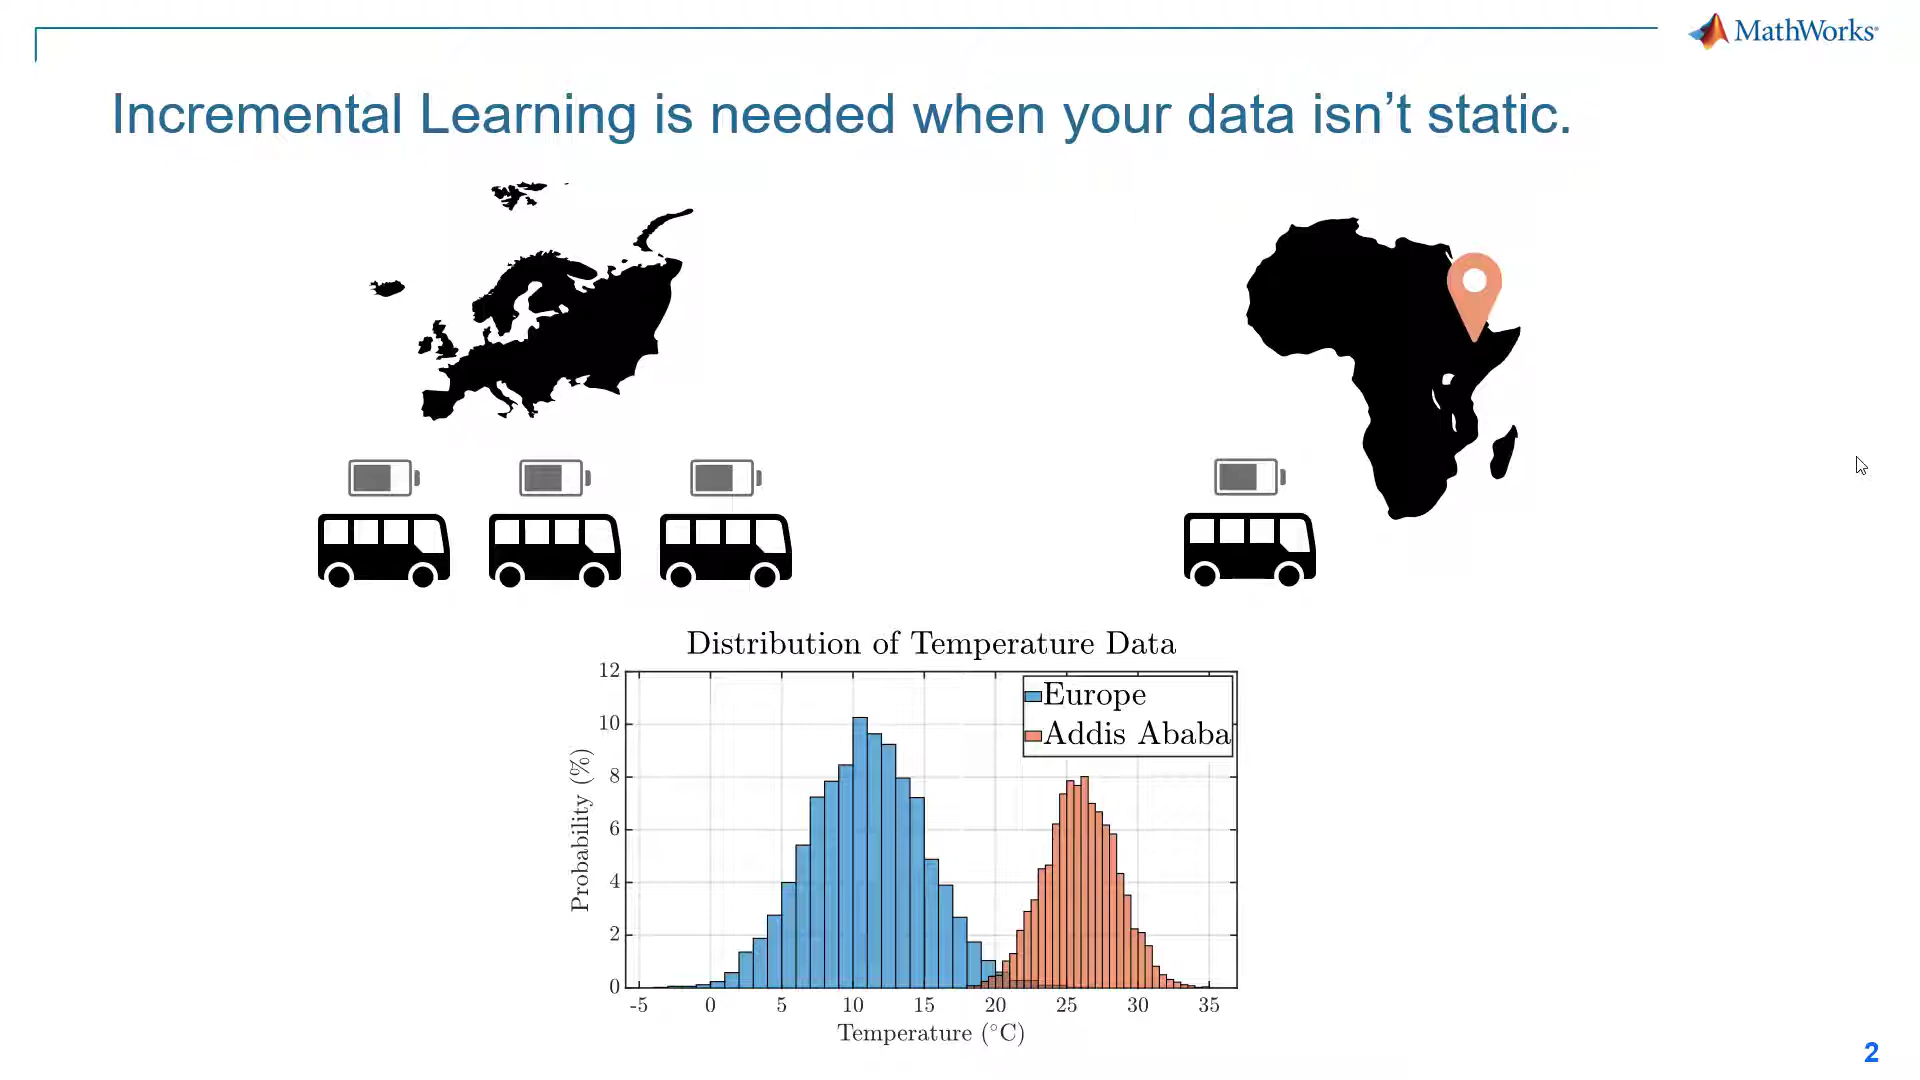 MathWorks®
Incremental Learning is needed when your data isn’t static.
Distribution of Temperature Data
Europe
Addis Ababa
Probability (%)
12
10
8
6
4
2
0
-5 0 5 10 15 20 25 30 35
Temperature (°C)
2